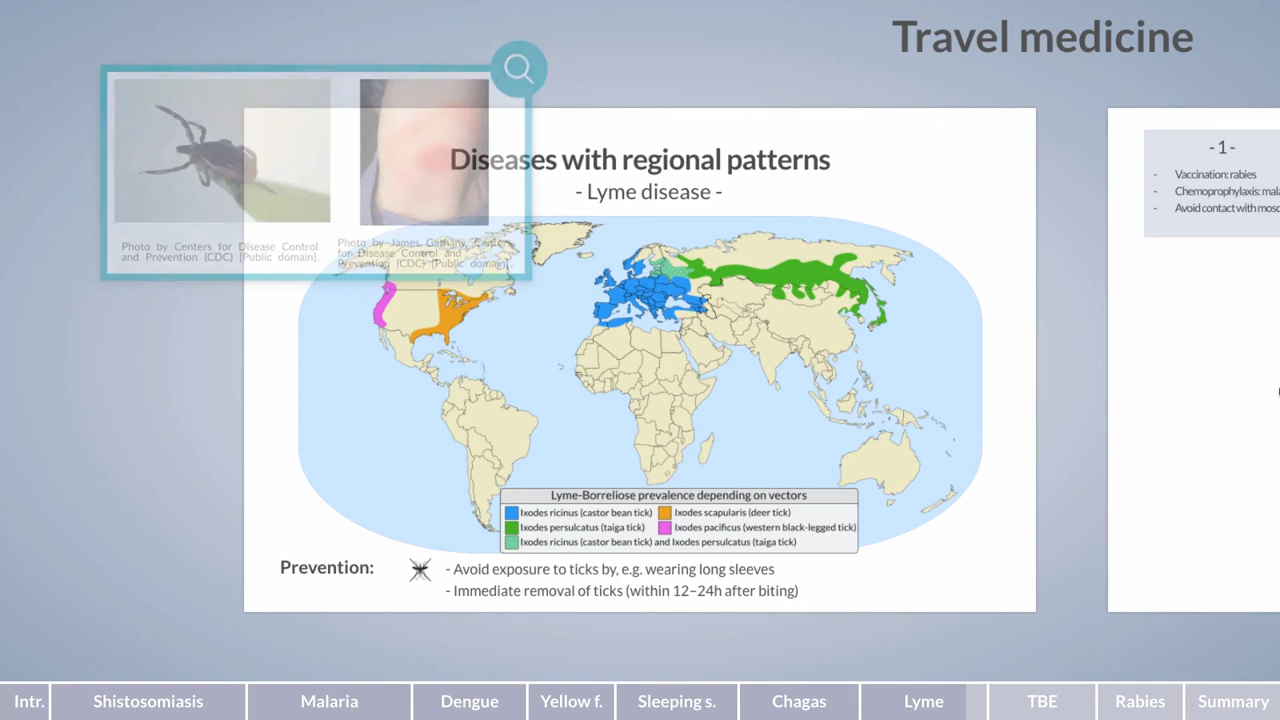 Travel medicine
Diseases with regional patterns
- Lyme disease -
Photo by Centers for Disease Control
and Prevention (CDC) [Public domain].
Photo by James Gathany, Centers
for Disease Control and
Prevention (CDC) [Public domain].
Lyme-Borreliose prevalence depending on vectors
Ixodes ricinus (castor bean tick)
Ixodes scapularis (deer tick)
Ixodes persulcatus (taiga tick)
Ixodes pacificus (western black-legged tick)
Ixodes ricinus (castor bean tick) and Ixodes persulcatus (taiga tick)
Prevention:
- Avoid exposure to ticks by, e.g. wearing long sleeves
- Immediate removal of ticks (within 12–24h after biting)
- 1 -
- Vaccination: rabies
- Chemoprophylaxis:
- Avoid contact with
Intr.
Shistosomiasis
Malaria
Dengue
Yellow f.
Sleeping s.
Chagas
Lyme
TBE
Rabies
Summary